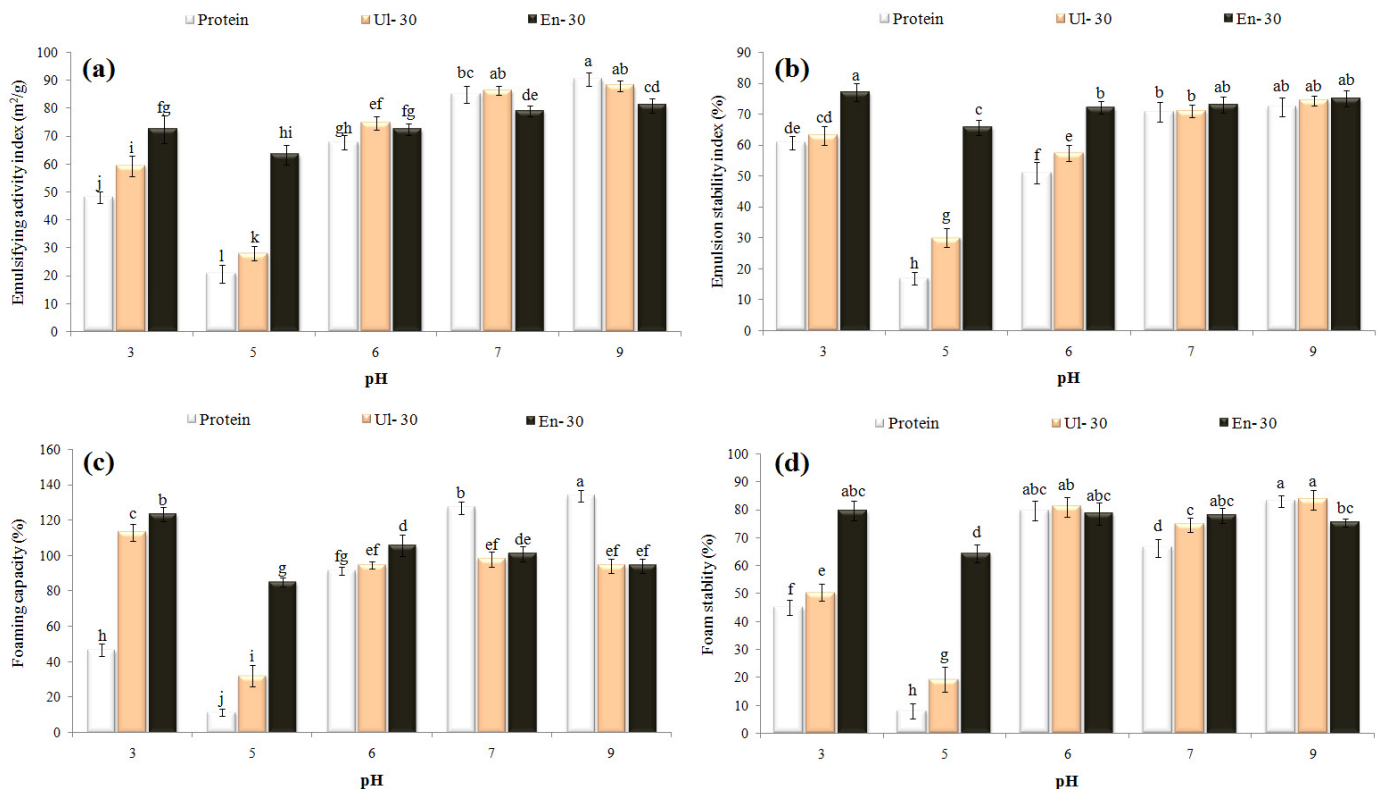 Protein Ul-30 En-30
(a)
Emulsifying activity index (m²/g)
100
90
80
70
60
50
40
30
20
10
0
j i fg l k hi gh ef fg bc ab de a ab cd
3 5 6 7 9
pH
Protein Ul-30 En-30
(b)
Emulsion stability index (%)
90
80
70
60
50
40
30
20
10
0
de cd a h g c f e b b b ab ab ab ab
3 5 6 7 9
pH
Protein Ul-30 En-30
(c)
Foaming capacity (%)
160
140
120
100
80
60
40
20
0
h c b j i g fg ef d b ef de a ef ef
3 5 6 7 9
pH
Protein Ul-30 En-30
(d)
Foam stablity (%)
100
90
80
70
60
50
40
30
20
10
0
f e abc h g d abc ab abc d c abc a a bc
3 5 6 7 9
pH